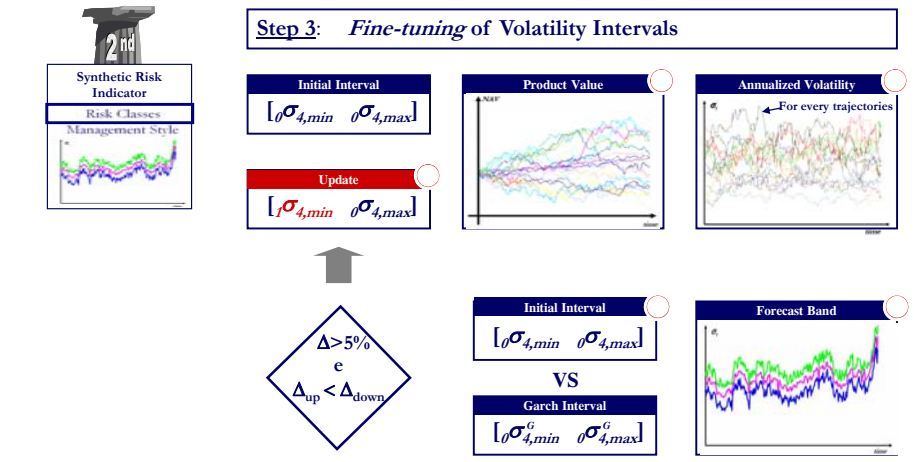 2nd
Step 3: Fine-tuning of Volatility Intervals
Synthetic Risk
Indicator
Risk Classes
Management Style
σ
Initial Interval
[₀σ₄,min ₀σ₄,max]
Product Value
NAV
time
Annualized Volatility
σₜ
For every trajectories
time
Update
[₁σ₄,min ₀σ₄,max]
Δ>5%
e
Δup < Δdown
Initial Interval
[₀σ₄,min ₀σ₄,max]
VS
Garch Interval
[₀σᴳ₄,min ₀σᴳ₄,max]
Forecast Band
σₜ
time